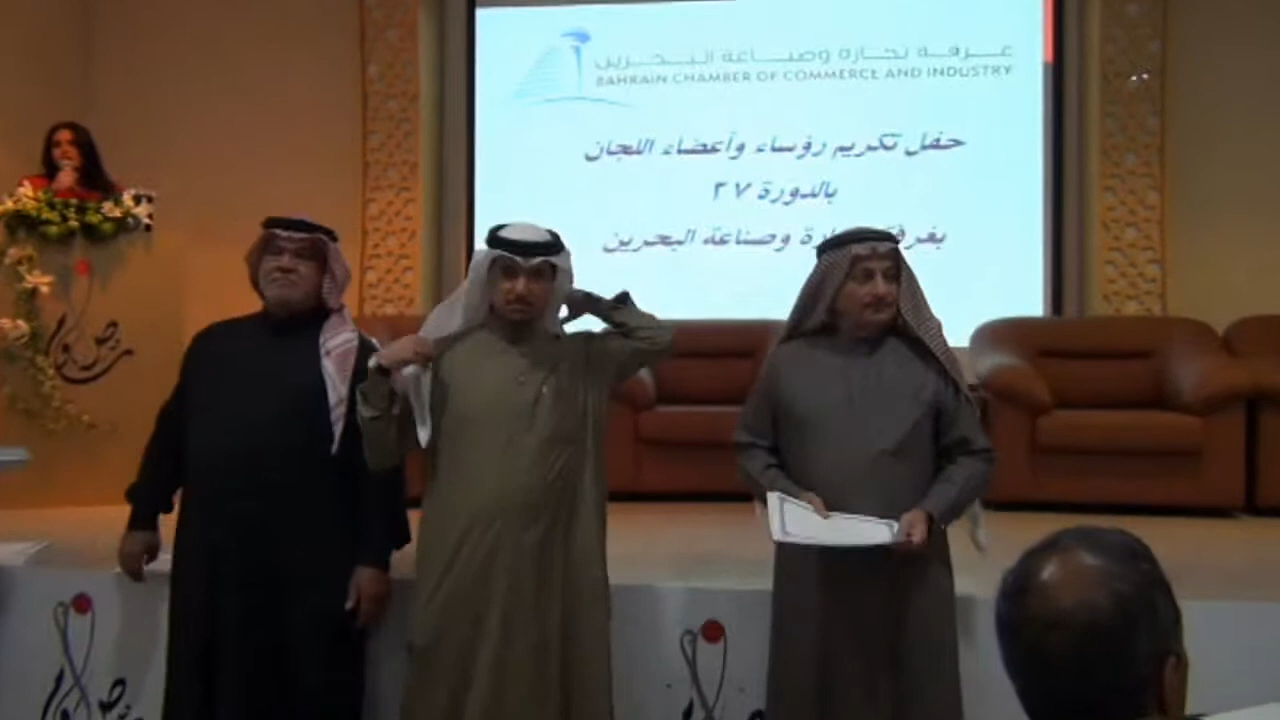 غرفة تجارة وصناعة البحرين
BAHRAIN CHAMBER OF COMMERCE AND INDUSTRY
حفل تكريم رؤساء وأعضاء اللجان
بالدورة ٢٧
وصناعة البحرين